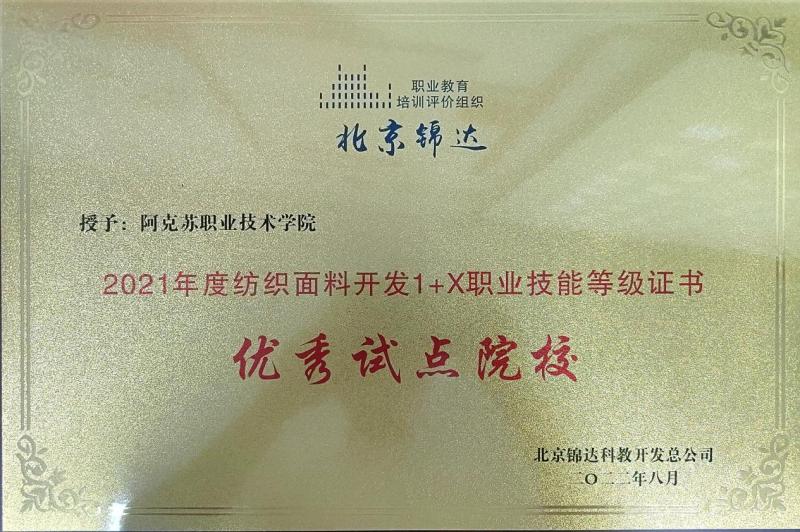 职业教育
培训评价组织
北京锦达
授予：阿克苏职业技术学院
2021年度纺织面料开发1+X职业技能等级证书
优秀试点院校
北京锦达科教开发总公司
二〇二二年八月